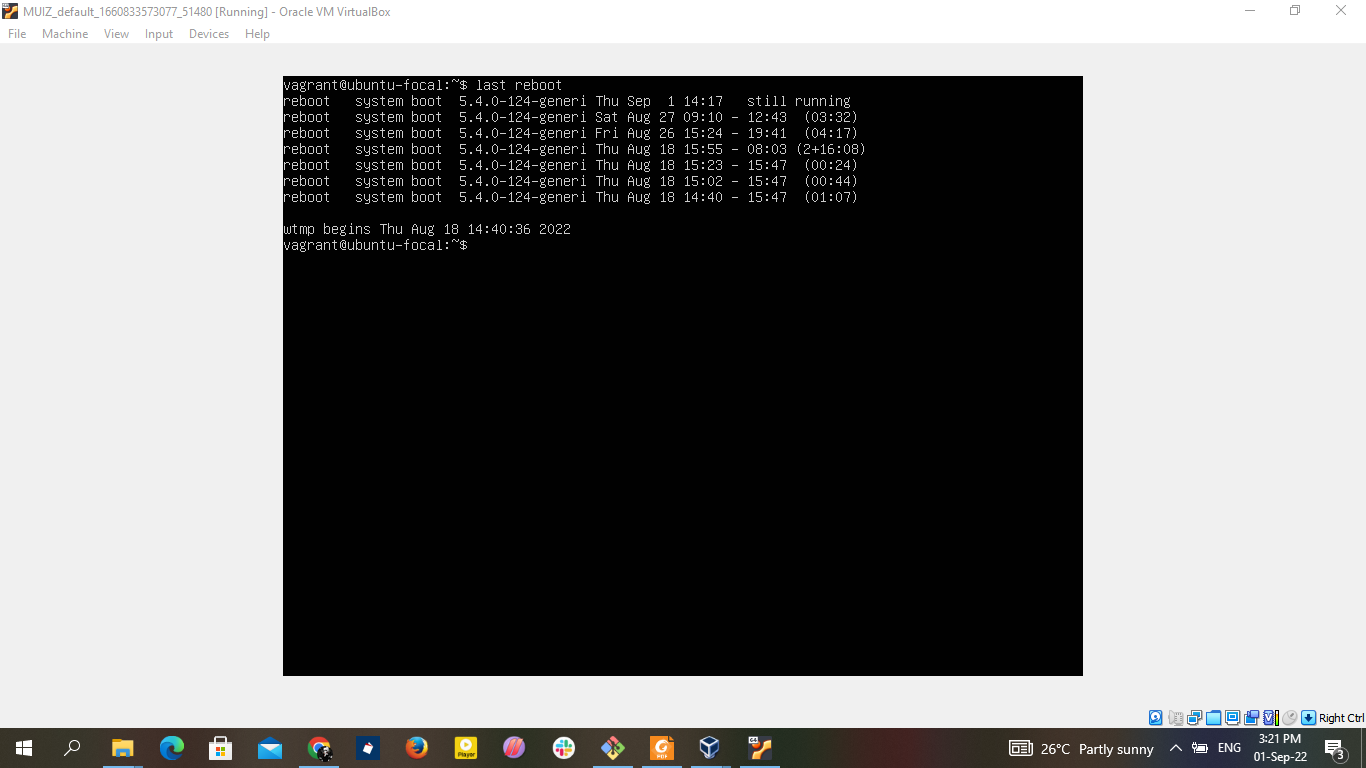 MUIZ_default_1660833573077_51480 [Running] - Oracle VM VirtualBox
File Machine View Input Devices Help
vagrant@ubuntu-focal:~$ last reboot
reboot   system boot  5.4.0-124-generi Thu Sep  1 14:17   still running
reboot   system boot  5.4.0-124-generi Sat Aug 27 09:10 - 12:43  (03:32)
reboot   system boot  5.4.0-124-generi Fri Aug 26 15:24 - 19:41  (04:17)
reboot   system boot  5.4.0-124-generi Thu Aug 18 15:55 - 08:03 (2+16:08)
reboot   system boot  5.4.0-124-generi Thu Aug 18 15:23 - 15:47  (00:24)
reboot   system boot  5.4.0-124-generi Thu Aug 18 15:02 - 15:47  (00:44)
reboot   system boot  5.4.0-124-generi Thu Aug 18 14:40 - 15:47  (01:07)
wtmp begins Thu Aug 18 14:40:36 2022
vagrant@ubuntu-focal:~$
Right Ctrl
Player
PDF
64
26°C Partly sunny
ENG
3:21 PM
01-Sep-22
3